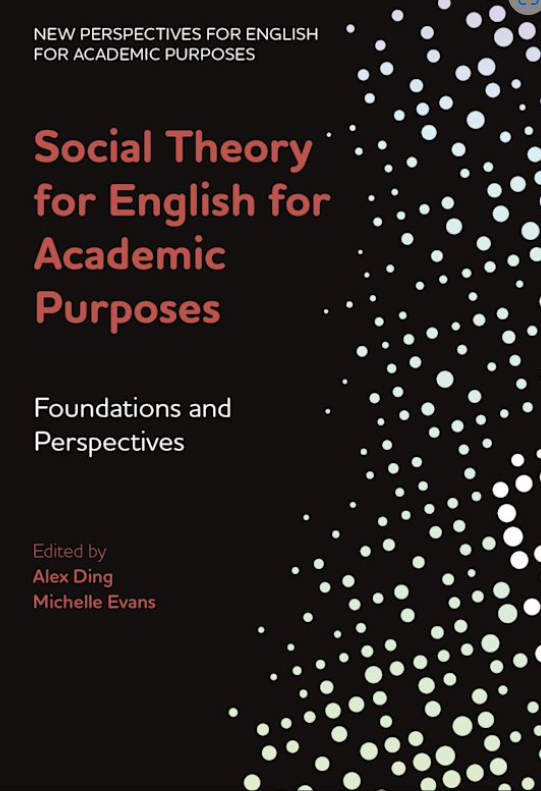 NEW PERSPECTIVES FOR ENGLISH
FOR ACADEMIC PURPOSES
Social Theory
for English for
Academic
Purposes
Foundations and
Perspectives
Edited by
Alex Ding
Michelle Evans